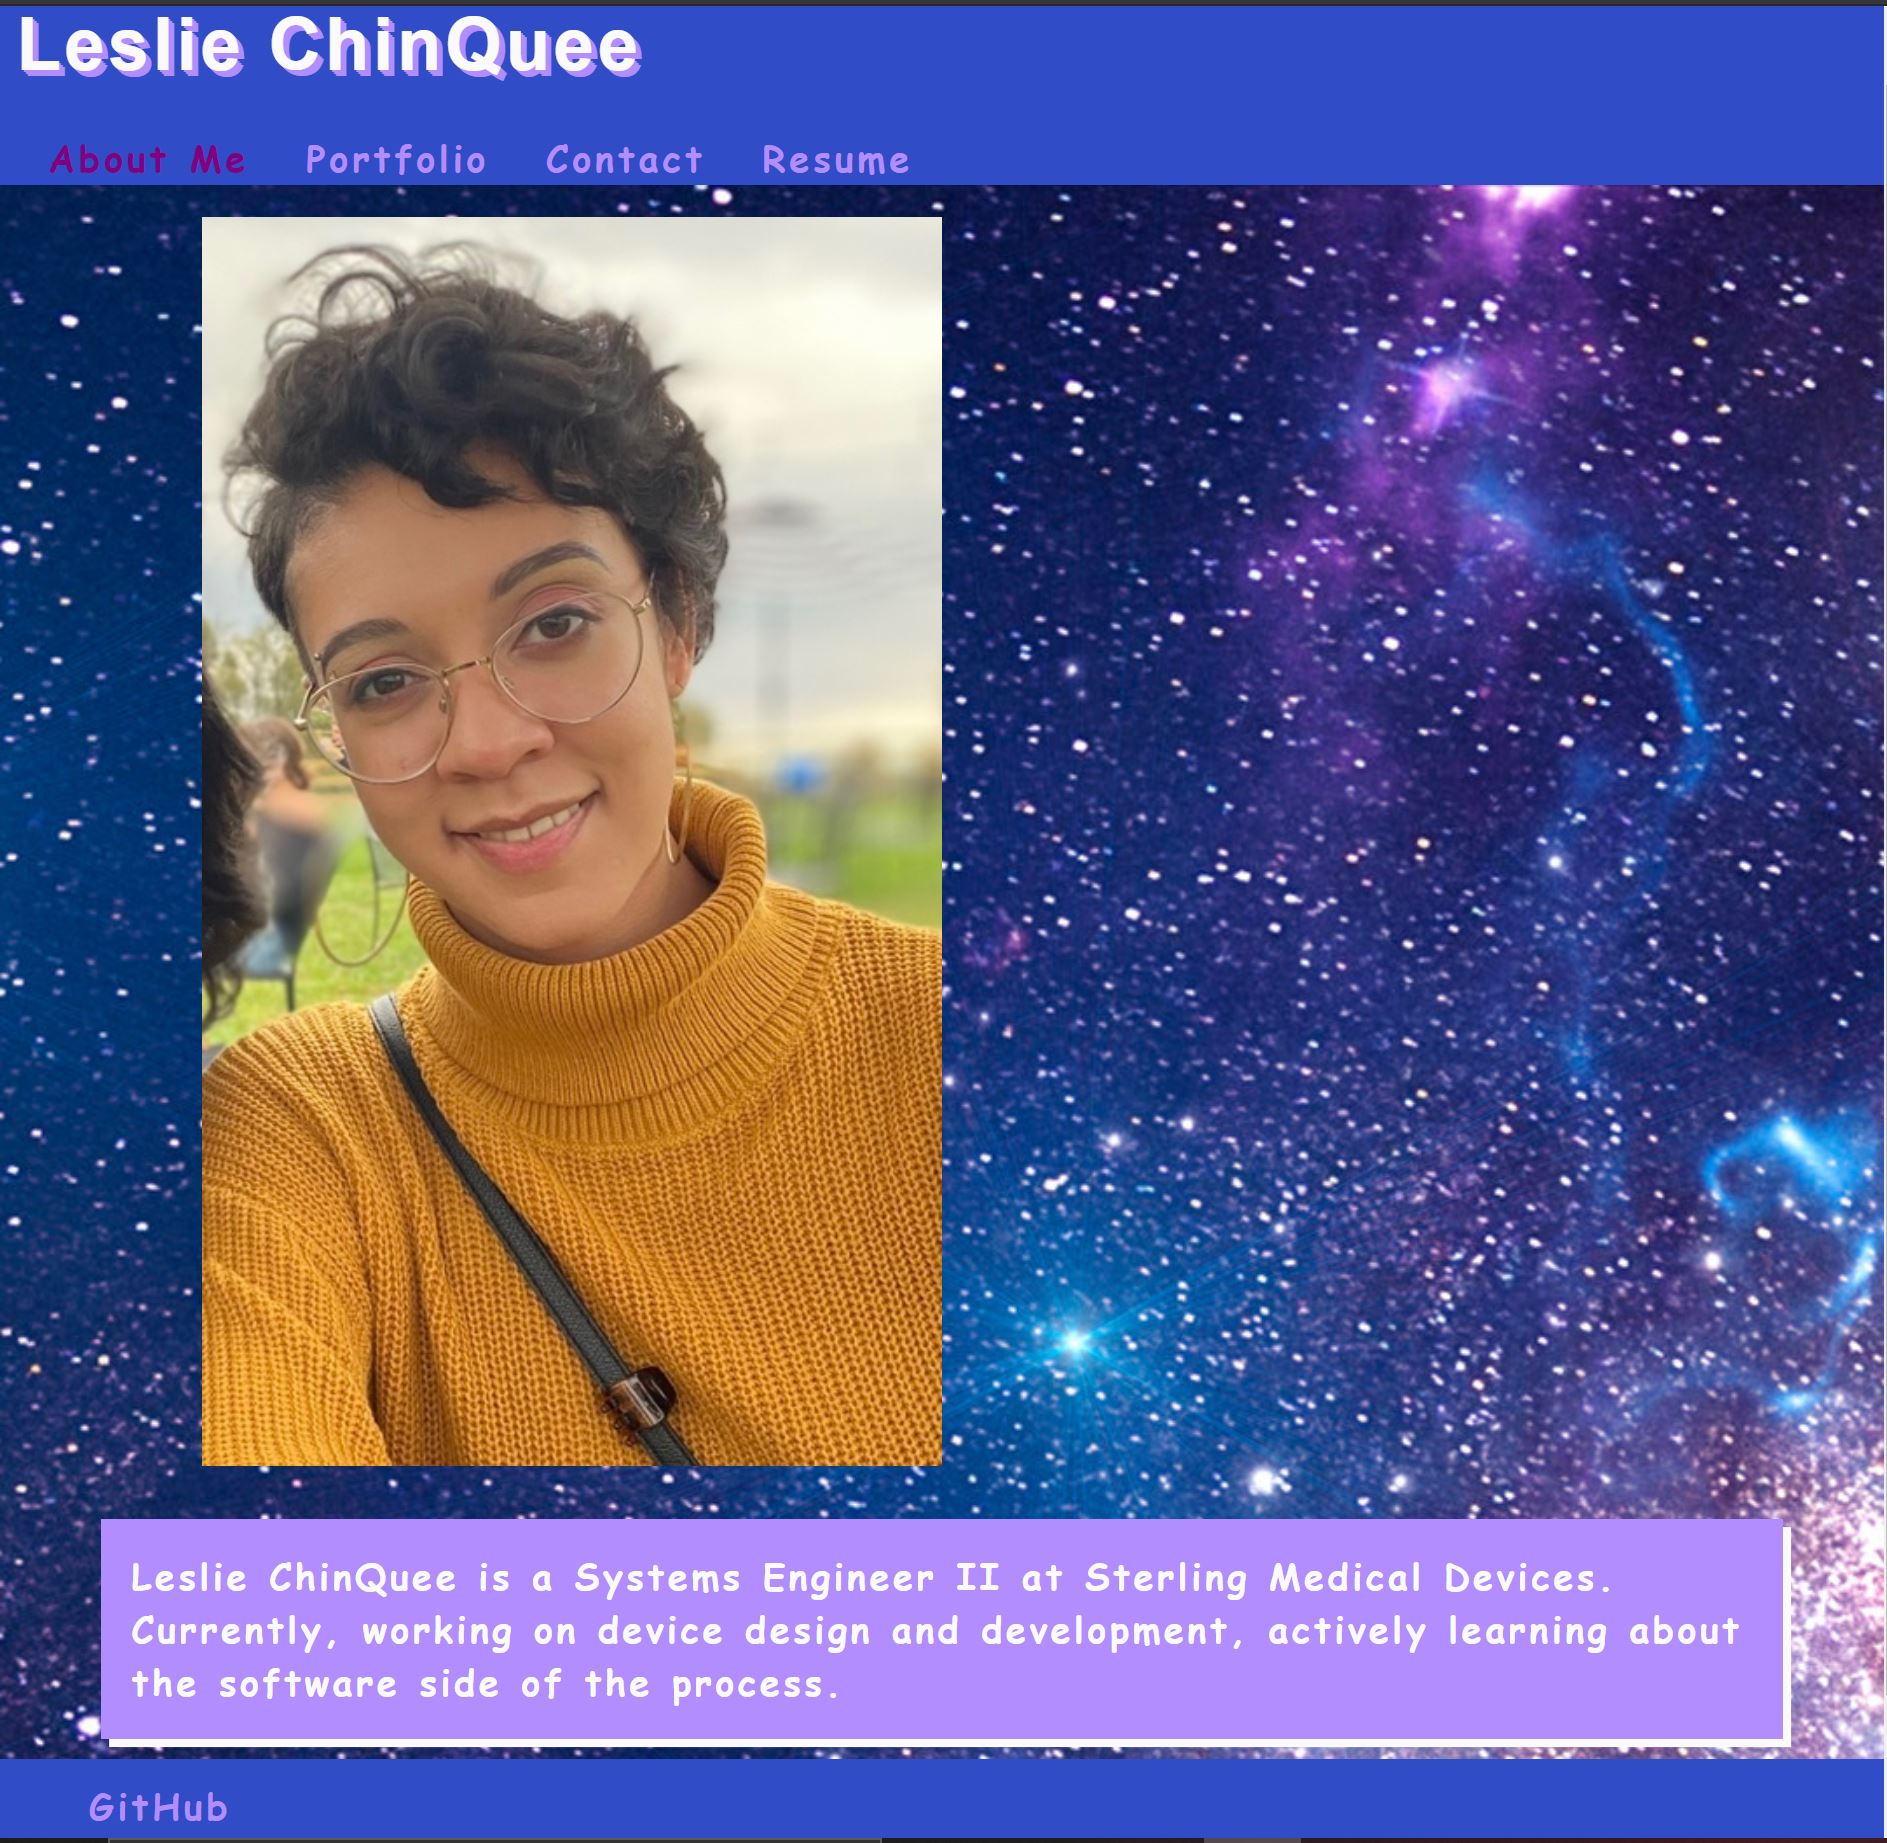 Leslie ChinQuee
About Me Portfolio Contact Resume
Leslie ChinQuee is a Systems Engineer II at Sterling Medical Devices.
Currently, working on device design and development, actively learning about
the software side of the process.
GitHub